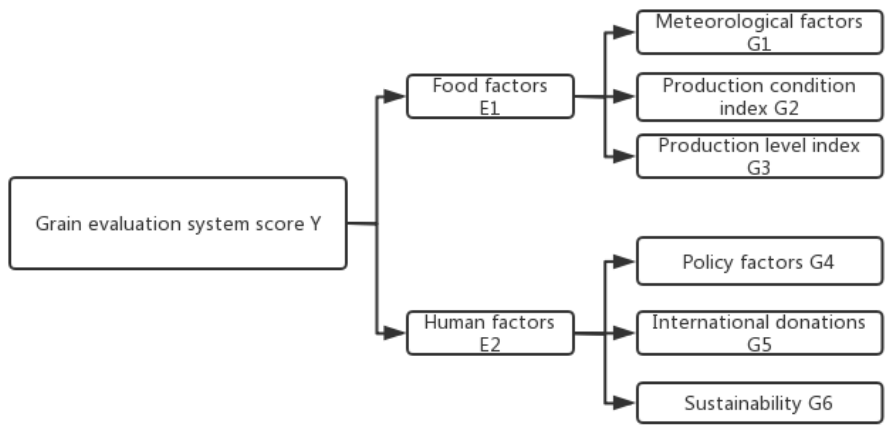 Meteorological factors
G1
Food factors
E1
Production condition
index G2
Production level index
G3
Grain evaluation system score Y
Policy factors G4
Human factors
E2
International donations
G5
Sustainability G6